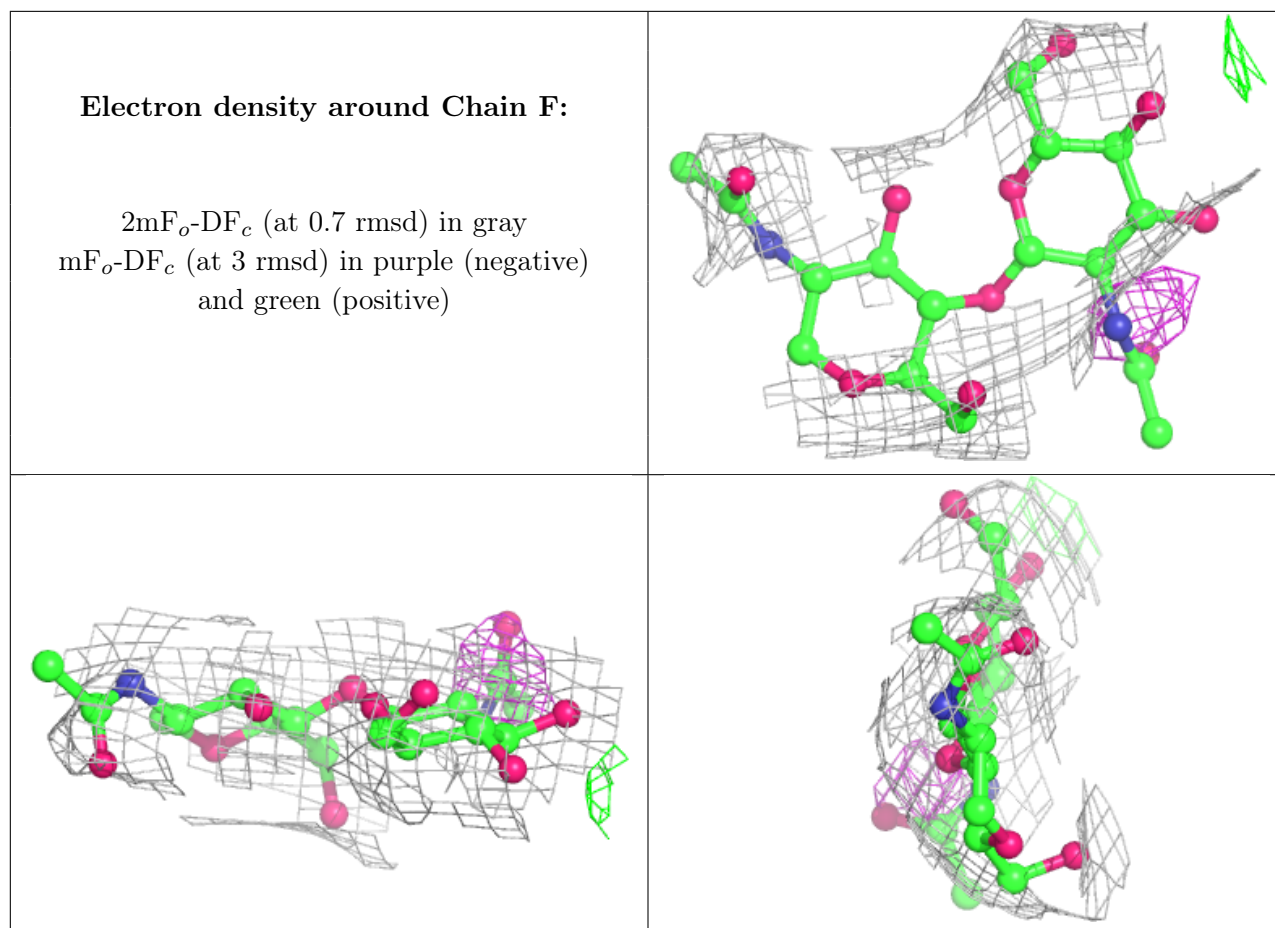 Electron density around Chain F:
2mFo-DFc (at 0.7 rmsd) in gray
mFo-DFc (at 3 rmsd) in purple (negative)
and green (positive)